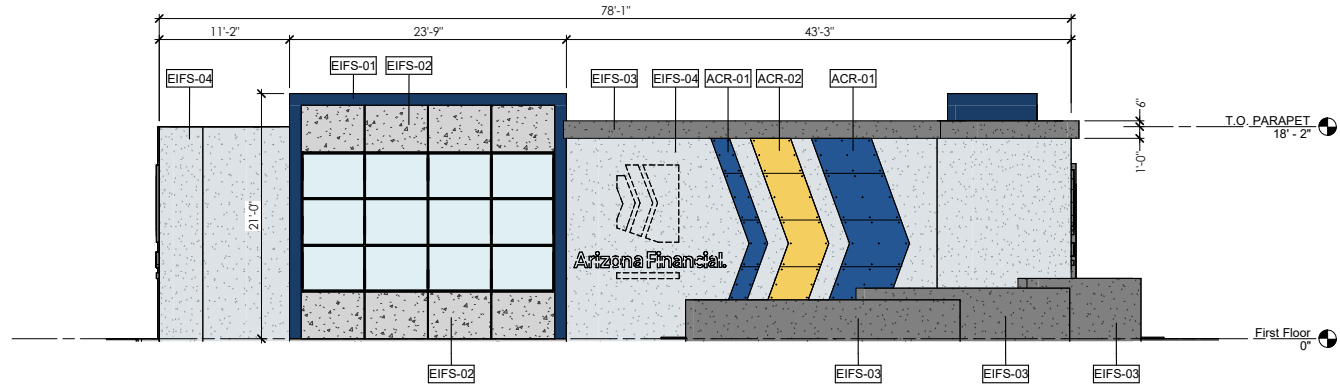 78'-1"
11'-2"
23'-9"
43'-3"
EIFS-04
EIFS-01
EIFS-02
EIFS-03
EIFS-04
ACR-01
ACR-02
ACR-01
6"
T.O. PARAPET
18' - 2"
1'-0"
21'-0"
Arizona Financial.
First Floor
0"
EIFS-02
EIFS-03
EIFS-03
EIFS-03